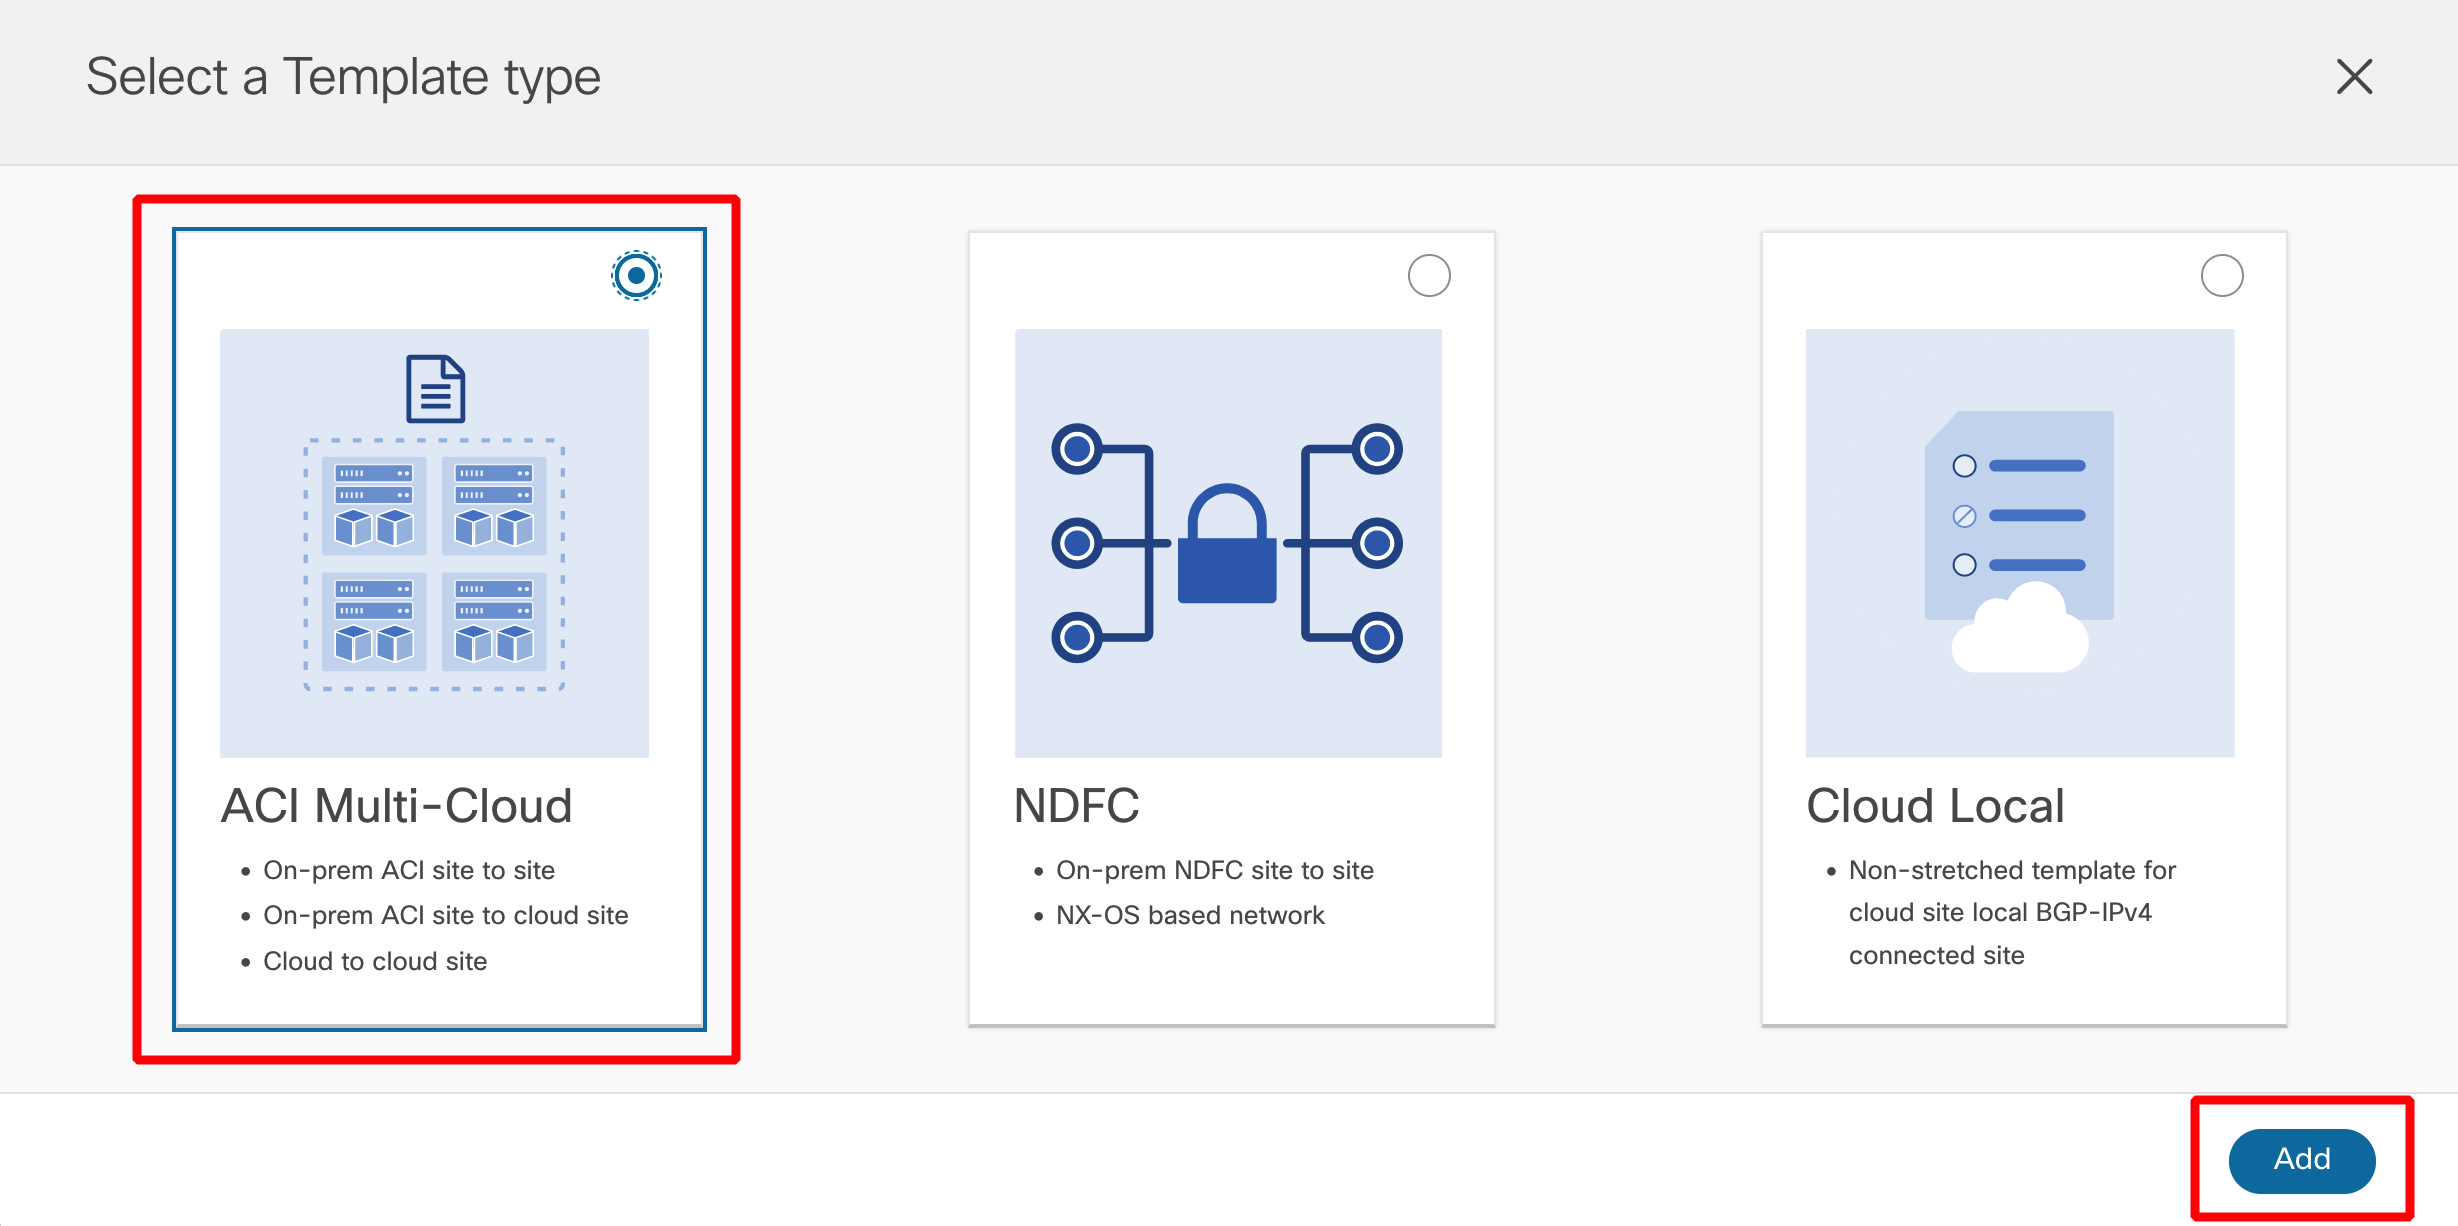 Select a Template type
ACI Multi-Cloud
On-prem ACI site to site
On-prem ACI site to cloud site
Cloud to cloud site
NDFC
On-prem NDFC site to site
NX-OS based network
Cloud Local
Non-stretched template for
cloud site local BGP-IPv4
connected site
Add